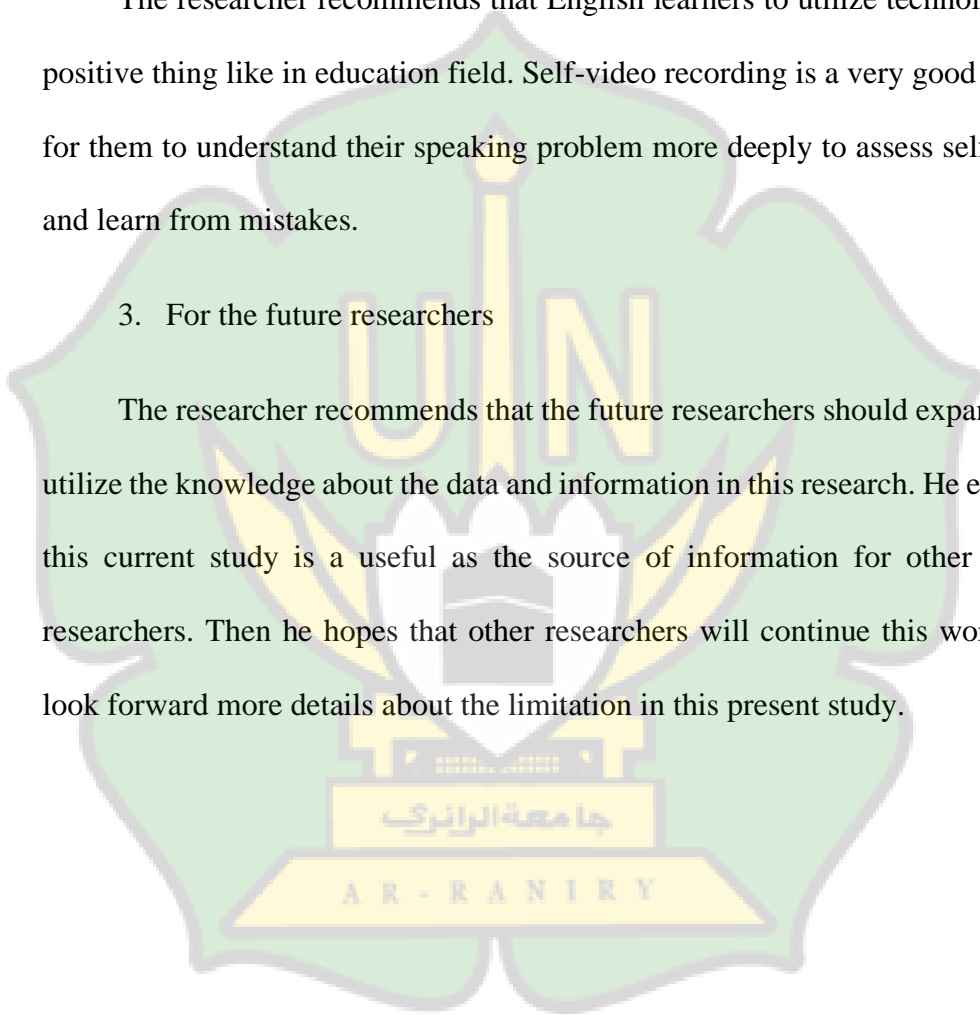 The researcher recommends that English learners to utilize
positive thing like in education field. Self-video recording is a very good
for them to understand their speaking problem more deeply to assess
and learn from mistakes.
3. For the future researchers
The researcher recommends that the future researchers should
utilize the knowledge about the data and information in this research. He
this current study is a useful as the source of information for other
researchers. Then he hopes that other researchers will continue this
look forward more details about the limitation in this present study.
UIN
جامعة الرانري
AR-RANIRY